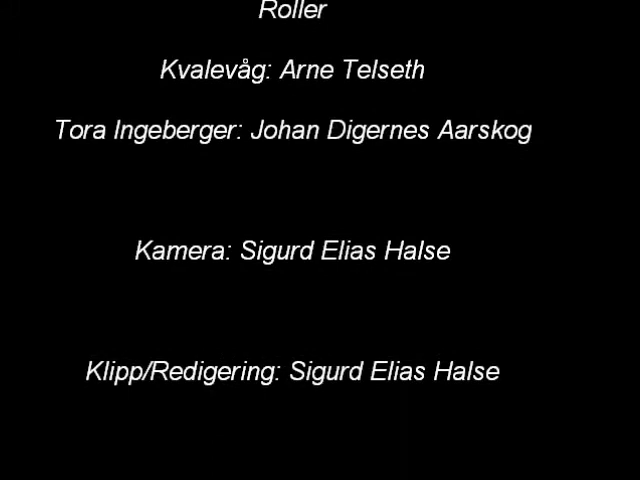 Roller
Kvalevåg: Arne Telseth
Tora Ingeberger: Johan Digernes Aarskog
Kamera: Sigurd Elias Halse
Klipp/Redigering: Sigurd Elias Halse